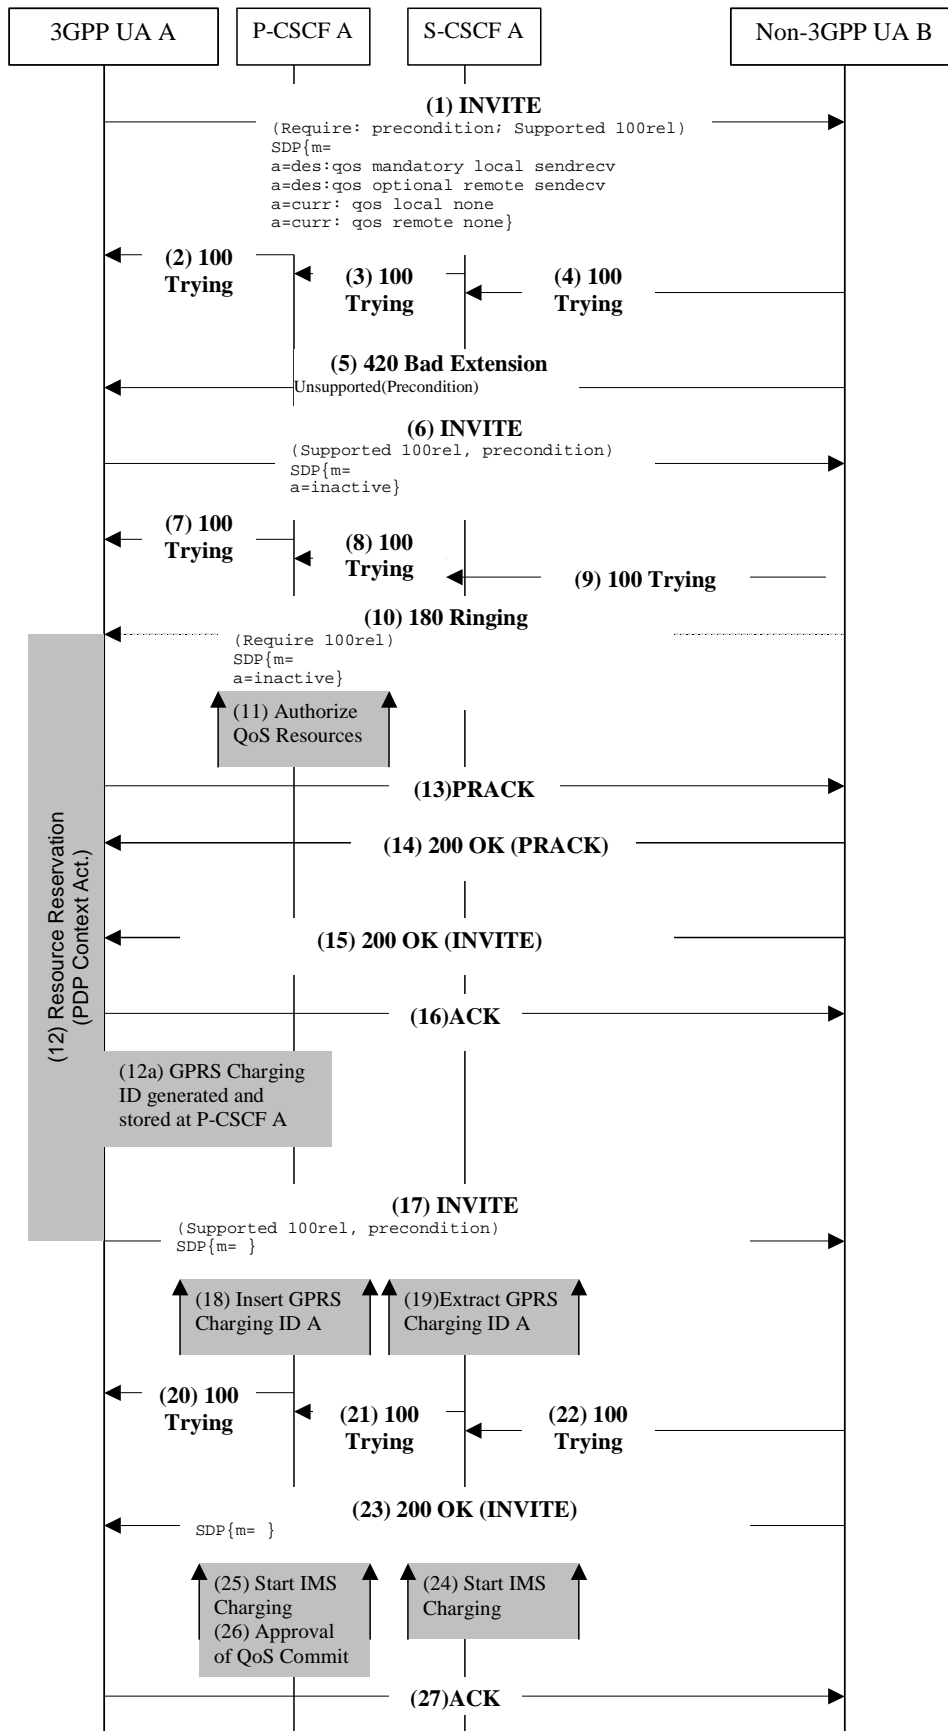 3GPP UA A
P-CSCF A
S-CSCF A
Non-3GPP UA B
(1) INVITE
(Require: precondition; Supported 100rel)
SDP{m=
a=des:qos mandatory local sendrecv
a=des:qos optional remote sendecv
a=curr: qos local none
a=curr: qos remote none}
(2) 100
Trying
(3) 100
Trying
(4) 100
Trying
(5) 420 Bad Extension
Unsupported(Precondition)
(6) INVITE
(Supported 100rel, precondition)
SDP{m=
a=inactive}
(7) 100
Trying
(8) 100
Trying
(9) 100 Trying
(10) 180 Ringing
(Require 100rel)
SDP{m=
a=inactive}
(11) Authorize
QoS Resources
(12) Resource Reservation
(PDP Context Act.)
(13)PRACK
(14) 200 OK (PRACK)
(15) 200 OK (INVITE)
(16)ACK
(12a) GPRS Charging
ID generated and
stored at P-CSCF A
(17) INVITE
(Supported 100rel, precondition)
SDP{m= }
(18) Insert GPRS
Charging ID A
(19)Extract GPRS
Charging ID A
(20) 100
Trying
(21) 100
Trying
(22) 100
Trying
(23) 200 OK (INVITE)
SDP{m= }
(25) Start IMS
Charging
(26) Approval
of QoS Commit
(24) Start IMS
Charging
(27)ACK